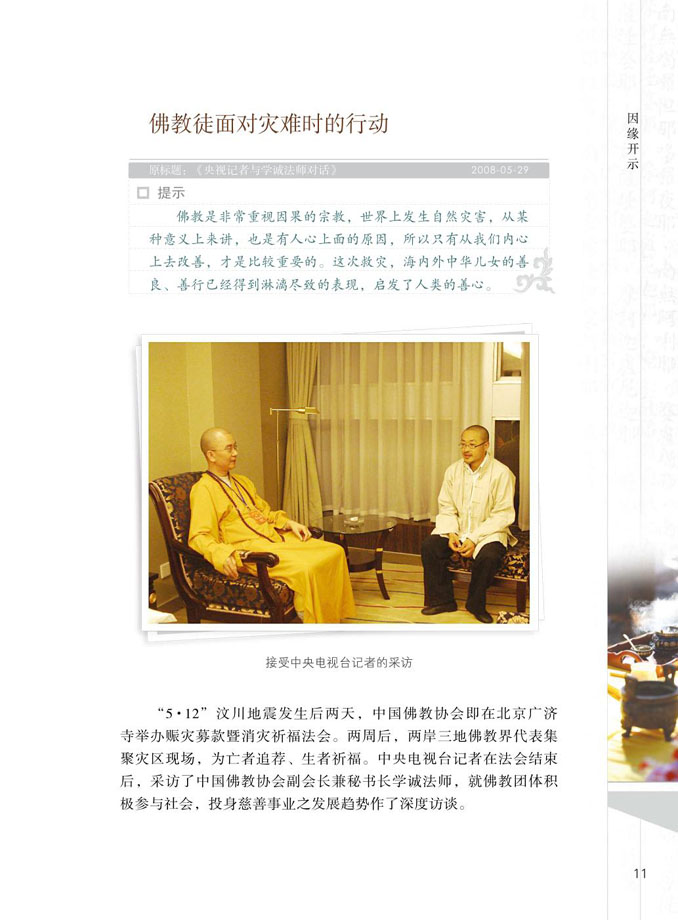 佛教徒面对灾难时的行动
原标题：《央视记者与学诚法师对话》 2008-05-29
提示
佛教是非常重视因果的宗教，世界上发生自然灾害，从某
种意义上来讲，也是有人心上面的原因，所以只有从我们内心
上去改善，才是比较重要的。这次救灾，海内外中华儿女的善
良、善行已经得到淋漓尽致的表现，启发了人类的善心。
接受中央电视台记者的采访
“5·12”汶川地震发生后两天，中国佛教协会即在北京广济
寺举办赈灾募款暨消灾祈福法会。两周后，两岸三地佛教界代表集
聚灾区现场，为亡者追荐、生者祈福。中央电视台记者在法会结束
后，采访了中国佛教协会副会长兼秘书长学诚法师，就佛教团体积
极参与社会，投身慈善事业之发展趋势作了深度访谈。
因缘开示
11